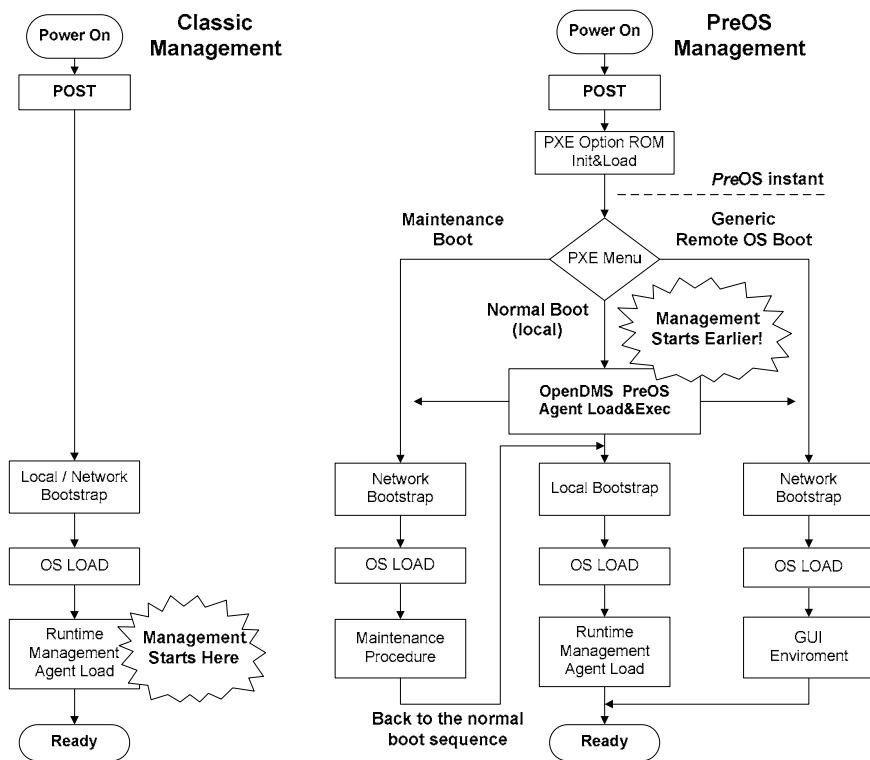 Classic
Management
Power On
POST
Local / Network
Bootstrap
OS LOAD
Runtime
Management
Agent Load
Management
Starts Here
Ready
PreOS
Management
Power On
POST
PXE Option ROM
Init&Load
PreOS instant
Maintenance
Boot
Generic
Remote OS Boot
PXE Menu
Normal Boot
(local)
Management
Starts Earlier!
OpenDMS PreOS
Agent Load&Exec
Network
Bootstrap
OS LOAD
Maintenance
Procedure
Back to the normal
boot sequence
Local Bootstrap
OS LOAD
Runtime
Management
Agent Load
Network
Bootstrap
OS LOAD
GUI
Enviroment
Ready